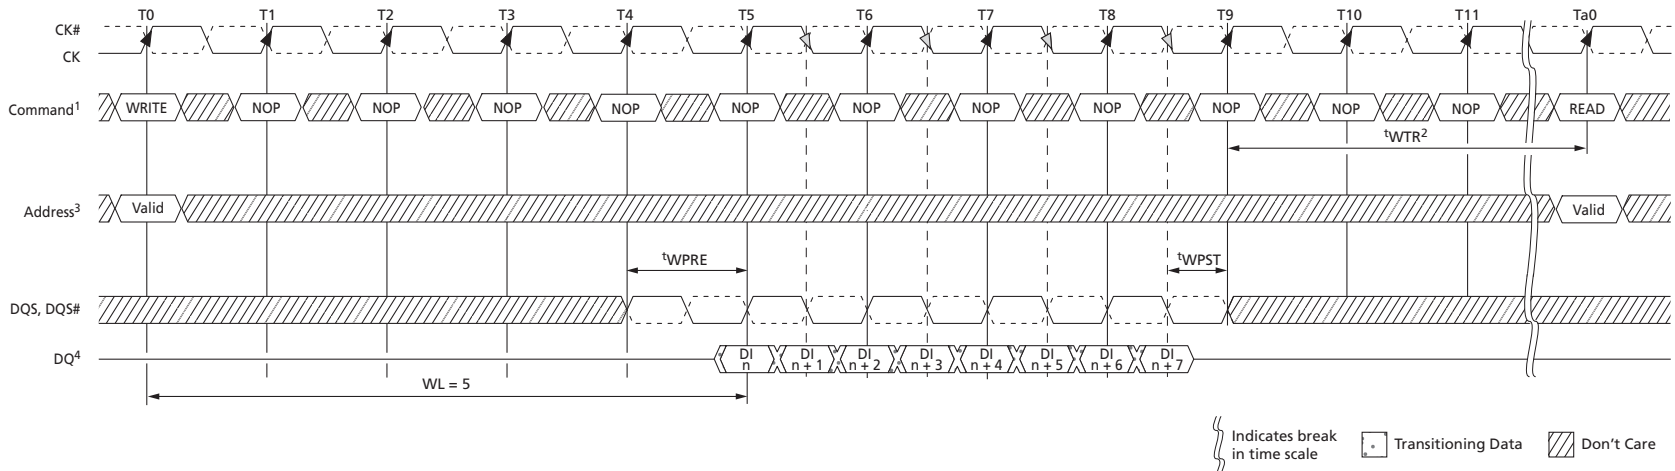 T0 T1 T2 T3 T4 T5 T6 T7 T8 T9 T10 T11 Ta0
CK#
CK
Command1 WRITE NOP NOP NOP NOP NOP NOP NOP NOP NOP NOP NOP READ
tWTR2
Address3 Valid Valid
tWPRE tWPST
DQS, DQS#
DQ4 DI n DI n + 1 DI n + 2 DI n + 3 DI n + 4 DI n + 5 DI n + 6 DI n + 7
WL = 5
Indicates break
in time scale
Transitioning Data
Don't Care